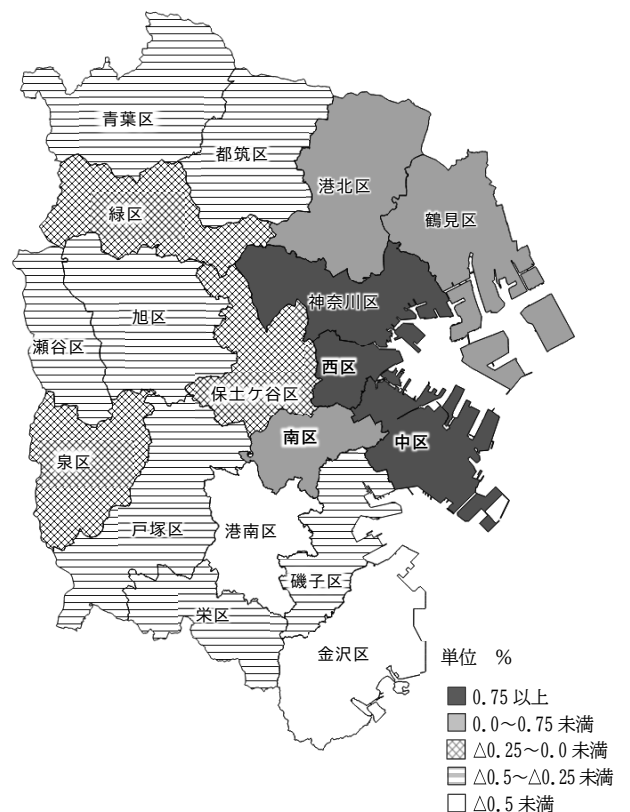 青葉区
都筑区
港北区
緑区
鶴見区
神奈川区
旭区
瀬谷区
西区
保土ケ谷区
南区
中区
泉区
戸塚区
港南区
磯子区
栄区
金沢区
単位 %
0.75 以上
0.0～0.75 未満
△0.25～0.0 未満
△0.5～△0.25 未満
△0.5 未満